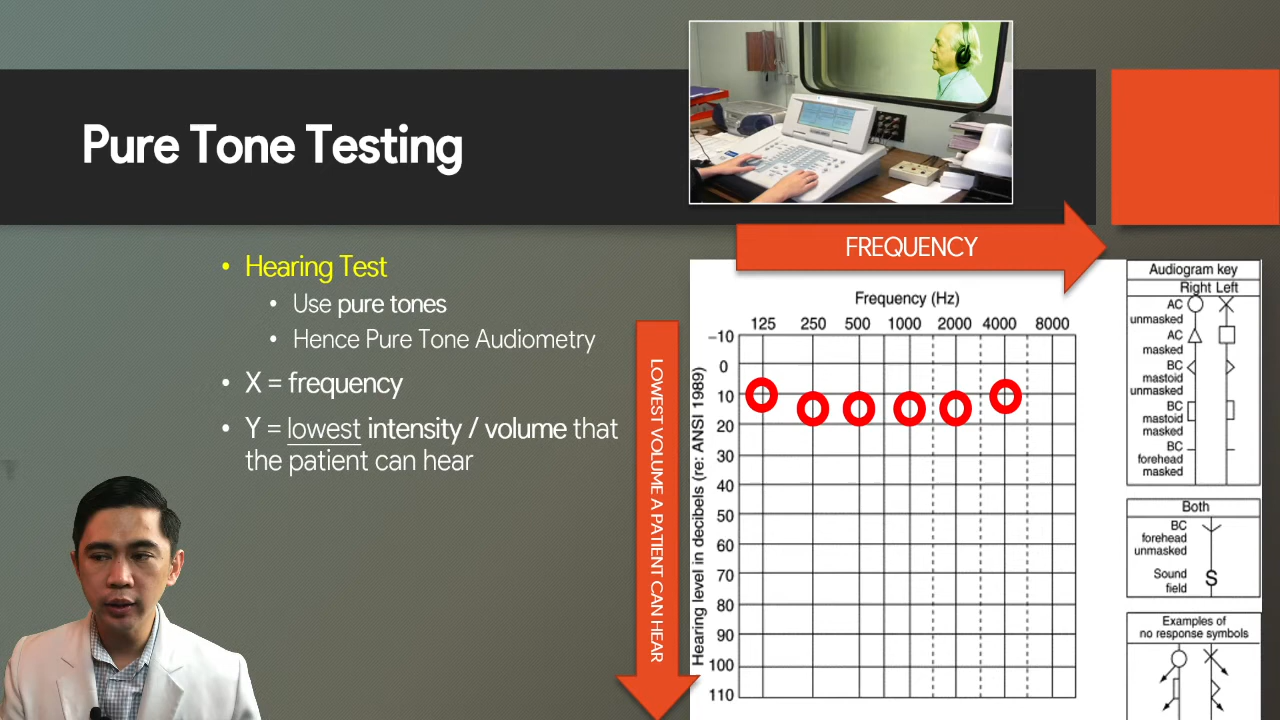 Pure Tone Testing
FREQUENCY
• Hearing Test
• Use pure tones
• Hence Pure Tone Audiometry
• X = frequency
• Y = lowest intensity / volume that
the patient can hear
LOWEST VOLUME A PATIENT CAN HEAR
Frequency (Hz)
125 250 500 1000 2000 4000 8000
Hearing level in decibels (re: ANSI 1989)
-10
0
10
20
30
40
50
60
70
80
90
100
110
Audiogram key
Right Left
AC
unmasked
AC
masked
BC
mastoid
unmasked
BC
mastoid
masked
BC
forehead
masked
Both
BC
forehead
unmasked
Sound
field
S
Examples of
no response symbols